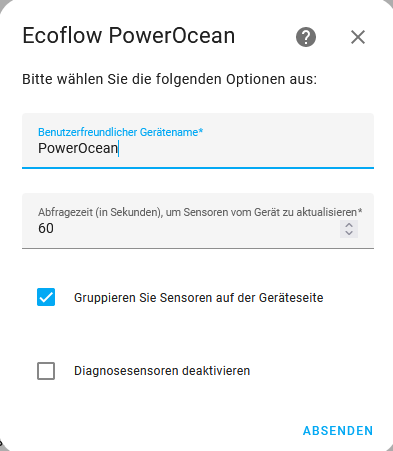 Ecoflow PowerOcean
Bitte wählen Sie die folgenden Optionen aus:
Benutzerfreundlicher Gerätename*
PowerOcean
Abfragezeit (in Sekunden), um Sensoren vom Gerät zu aktualisieren*
60
Gruppieren Sie Sensoren auf der Geräteseite
Diagnosesensoren deaktivieren
ABSENDEN